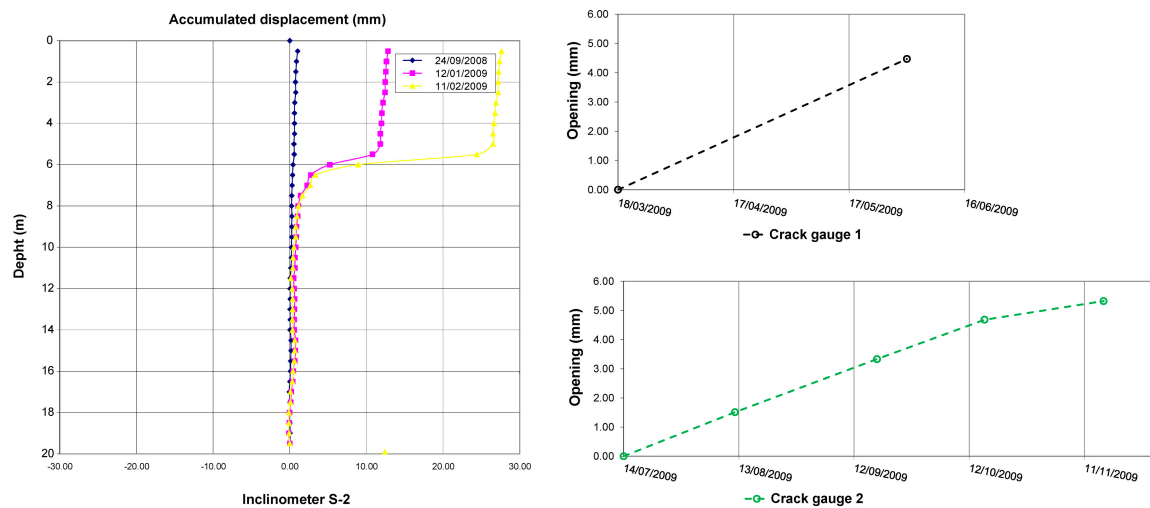 Accumulated displacement (mm)
Depht (m)
0
2
4
6
8
10
12
14
16
18
20
-30.00 -20.00 -10.00 0.00 10.00 20.00 30.00
24/09/2008
12/01/2009
11/02/2009
Inclinometer S-2
Opening (mm)
6.00
5.00
4.00
3.00
2.00
1.00
0.00
18/03/2009 17/04/2009 17/05/2009 16/06/2009
Crack gauge 1
Opening (mm)
6.00
5.00
4.00
3.00
2.00
1.00
0.00
14/07/2009 13/08/2009 12/09/2009 12/10/2009 11/11/2009
Crack gauge 2